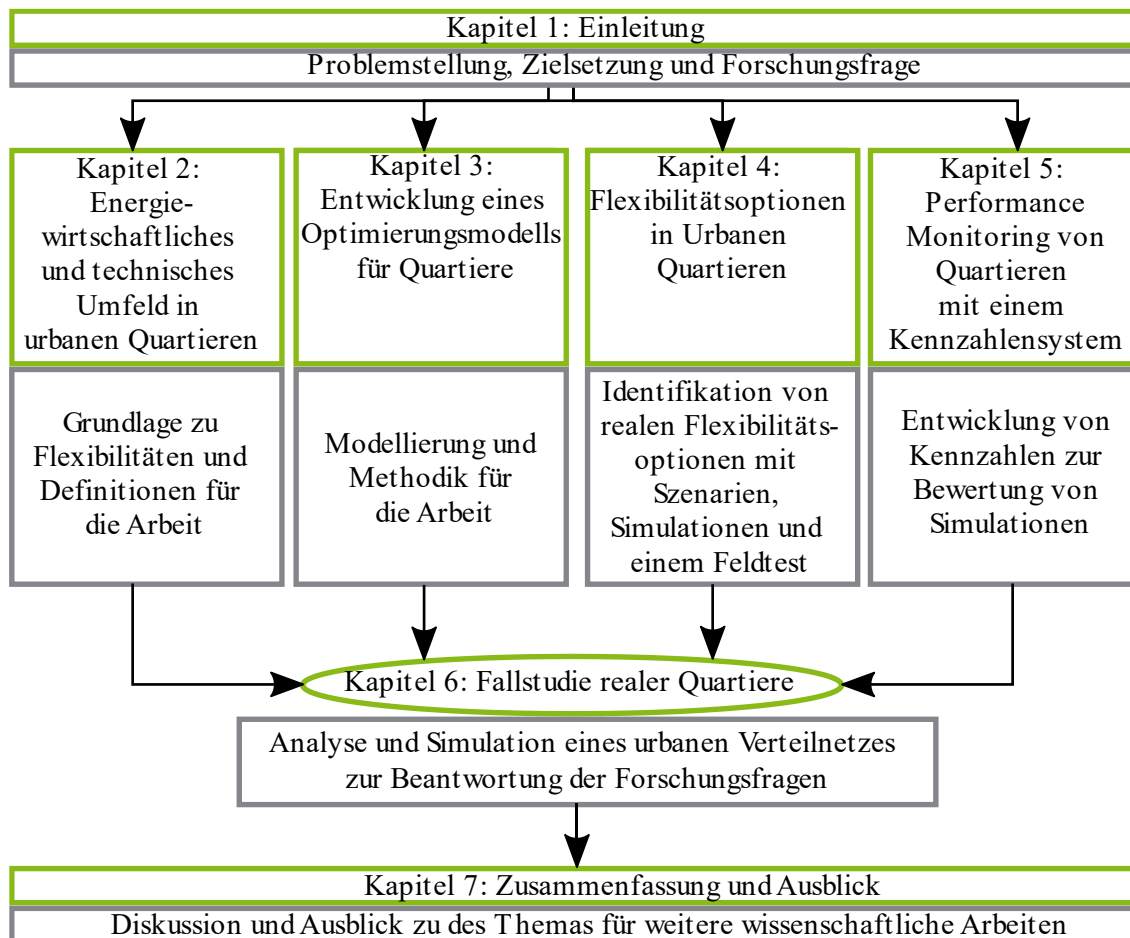 Kapitel 1: Einleitung
Problemstellung, Zielsetzung und Forschungsfrage
Kapitel 2:
Energie-
wirtschaftliches
und technisches
Umfeld in
urbanen Quartieren
Grundlage zu
Flexibilitäten und
Definitionen für
die Arbeit
Kapitel 3:
Entwicklung eines
Optimierungsmodells
für Quartiere
Modellierung und
Methodik für
die Arbeit
Kapitel 4:
Flexibilitätsoptionen
in Urbanen
Quartieren
Identifikation von
realen Flexibilitäts-
optionen mit
Szenarien,
Simulationen und
einem Feldtest
Kapitel 5:
Performance
Monitoring von
Quartieren
mit einem
Kennzahlensystem
Entwicklung von
Kennzahlen zur
Bewertung von
Simulationen
Kapitel 6: Fallstudie realer Quartiere
Analyse und Simulation eines urbanen Verteilnetzes
zur Beantwortung der Forschungsfragen
Kapitel 7: Zusammenfassung und Ausblick
Diskussion und Ausblick zu des Themas für weitere wissenschaftliche Arbeiten